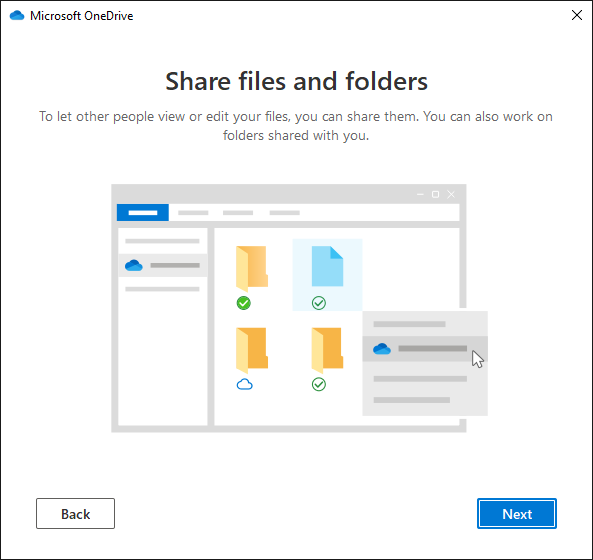 Microsoft OneDrive
Share files and folders
To let other people view or edit your files, you can share them. You can also work on
folders shared with you.
Back
Next